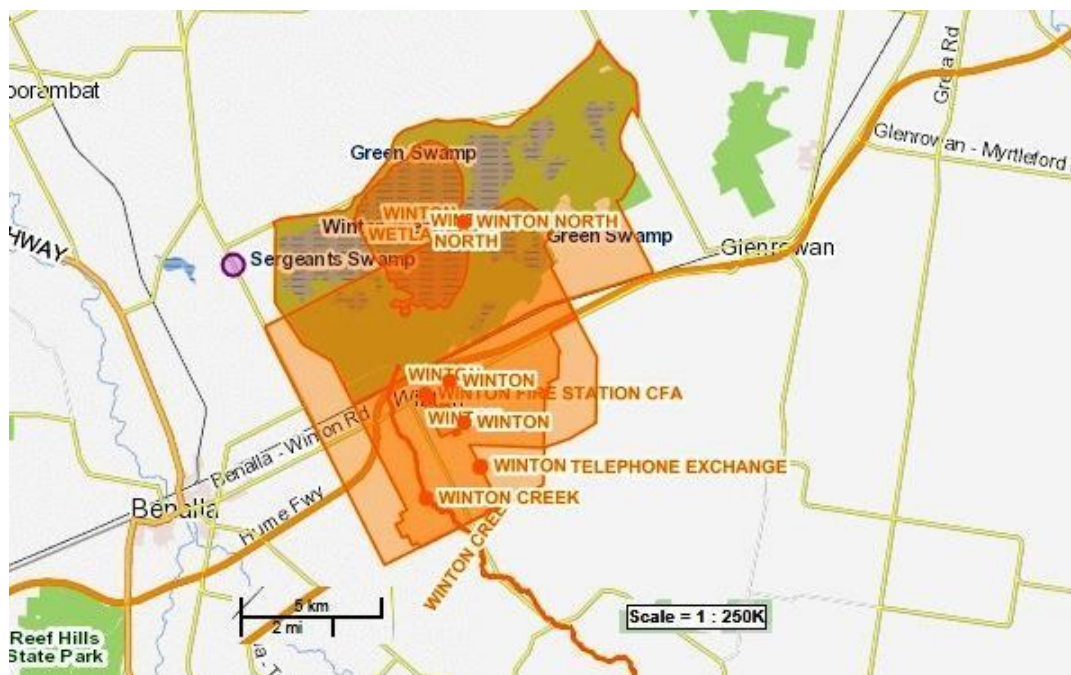 oorambat
Greta Rd
Glenrowan - Myrtleford
Green Swamp
WINTON
WETLA
WINT
NORTH
WINTON NORTH
Green Swamp
HWAY
Sergeants Swamp
Glenrowan
WINTON
WINTON
WINTON FIRE STATION CFA
WINT
WINTON
Benalla - Winton Rd
WINTON TELEPHONE EXCHANGE
WINTON CREEK
Benalla
Hume Fwy
WINTON CREEK
5 km
2 mi
Scale = 1 : 250K
Reef Hills
State Park